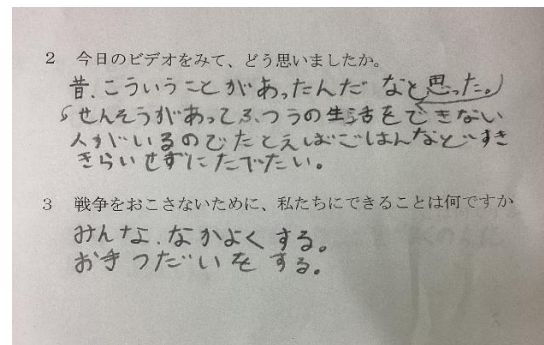 2 今日のビデオをみて、どう思いましたか。
昔、こういうことがあったんだなと思った。
せんそうがあってふつうの生活をできない
人がいるのでたとえばごはんなどすき
きらいせずにたべたい。
3 戦争をおこさないために、私たちにできることは何ですか
みんな、なかよくする。
お手つだいをする。